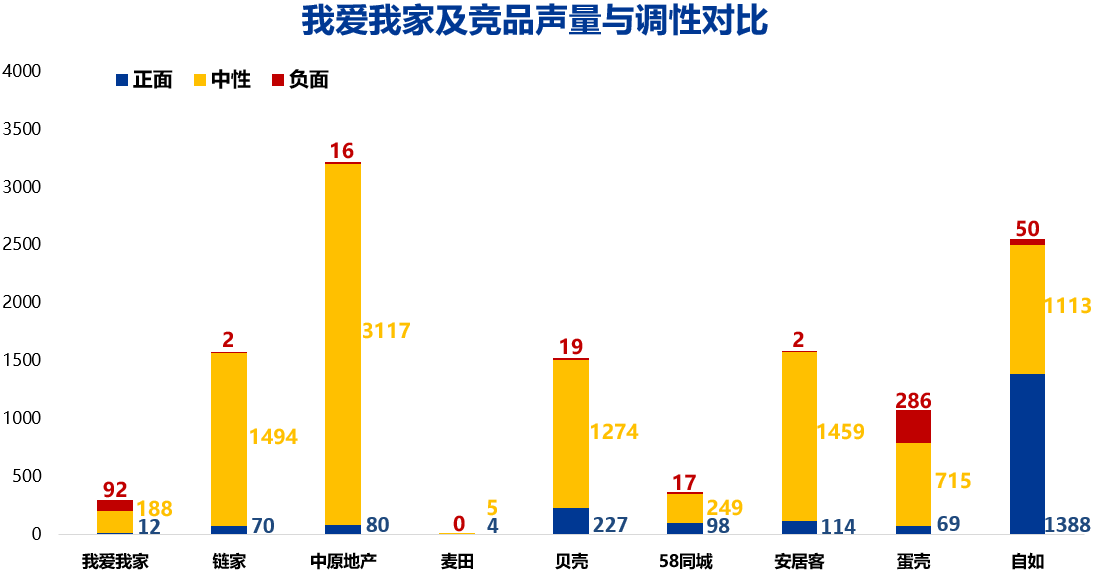 我爱我家及竞品声量与调性对比
正面 中性 负面
4000
3500
3000
2500
2000
1500
1000
500
0
92 188 12
2 1494 70
16 3117 80
0 5 4
19 1274 227
17 249 98
2 1459 114
286 715 69
50 1113 1388
我爱我家 链家 中原地产 麦田 贝壳 58同城 安居客 蛋壳 自如